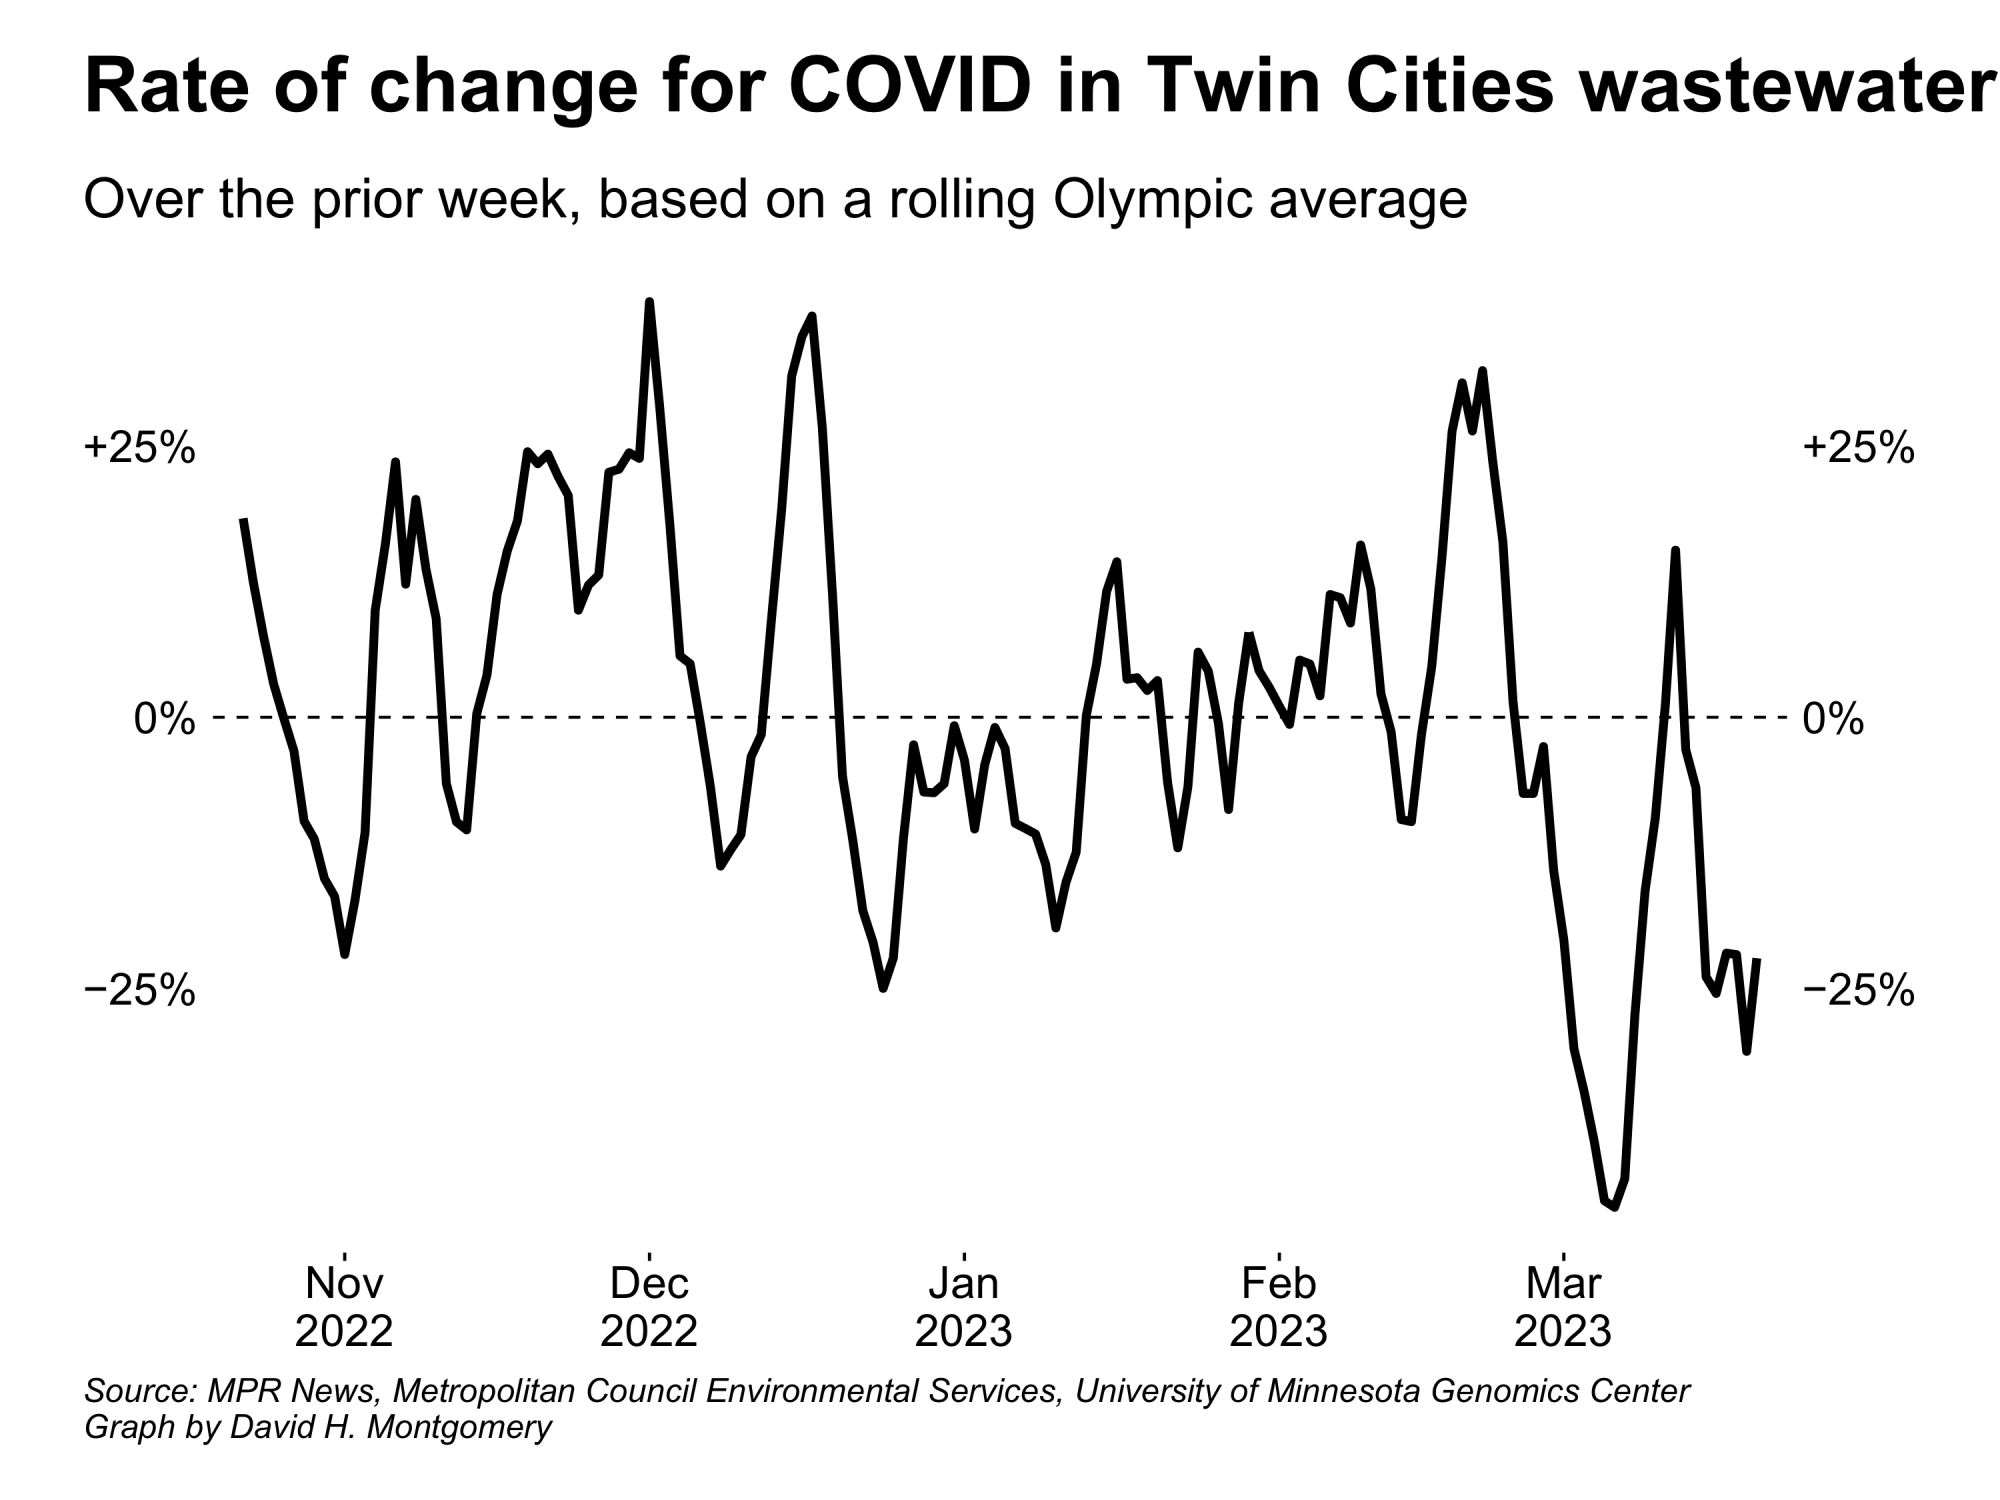 Rate of change for COVID in Twin Cities wastewater
Over the prior week, based on a rolling Olympic average
+25% +25%
0% 0%
−25% −25%
Nov Dec Jan Feb Mar
2022 2022 2023 2023 2023
Source: MPR News, Metropolitan Council Environmental Services, University of Minnesota Genomics Center
Graph by David H. Montgomery